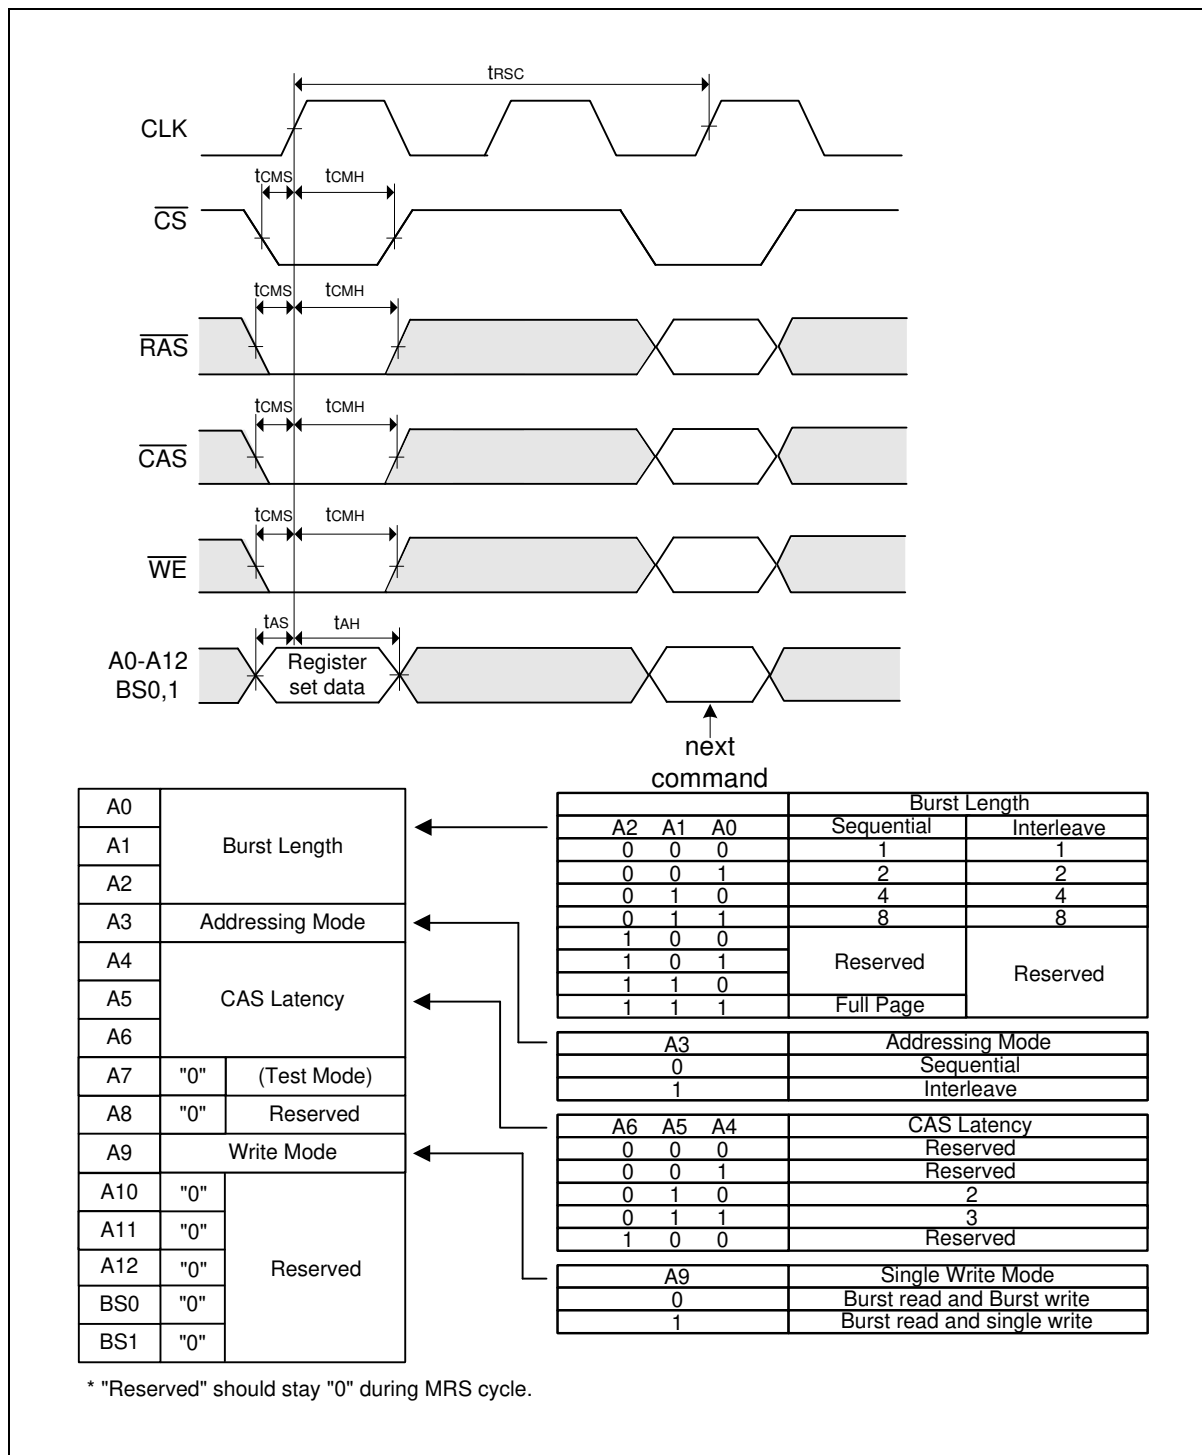 tRSC
CLK
tCMS tCMH
CS
tCMS tCMH
RAS
tCMS tCMH
CAS
tCMS tCMH
WE
tAS tAH
A0-A12
BS0,1
Register
set data
next
command
A0
A1
A2
Burst Length
A3 Addressing Mode
A4
A5
A6
CAS Latency
A7 "0" (Test Mode)
A8 "0" Reserved
A9 Write Mode
A10 "0"
A11 "0"
A12 "0"
BS0 "0"
BS1 "0"
Reserved
Burst Length
A2 A1 A0 Sequential Interleave
0 0 0 1 1
0 0 1 2 2
0 1 0 4 4
0 1 1 8 8
1 0 0
1 0 1 Reserved Reserved
1 1 0
1 1 1 Full Page
A3 Addressing Mode
0 Sequential
1 Interleave
A6 A5 A4 CAS Latency
0 0 0 Reserved
0 0 1 Reserved
0 1 0 2
0 1 1 3
1 0 0 Reserved
A9 Single Write Mode
0 Burst read and Burst write
1 Burst read and single write
* "Reserved" should stay "0" during MRS cycle.